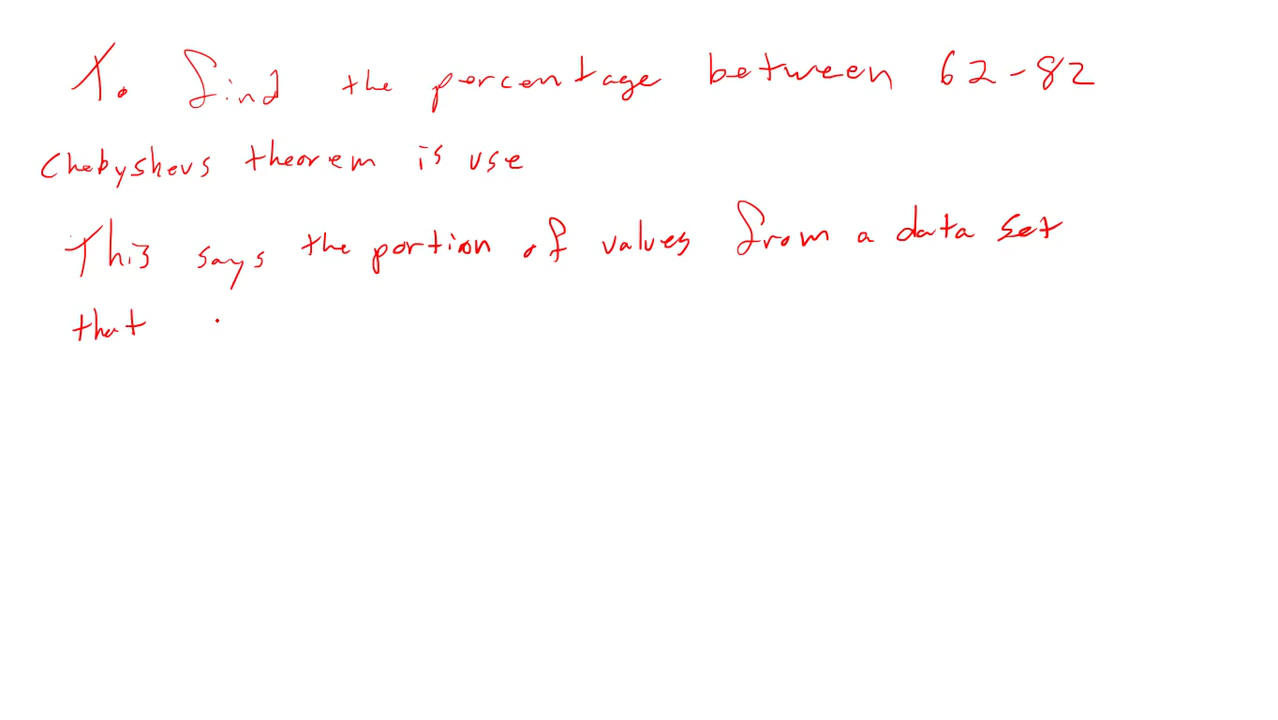 To find the percentage between 62-82
Chebyshevs theorem is use
This says the portion of values from a data set
that